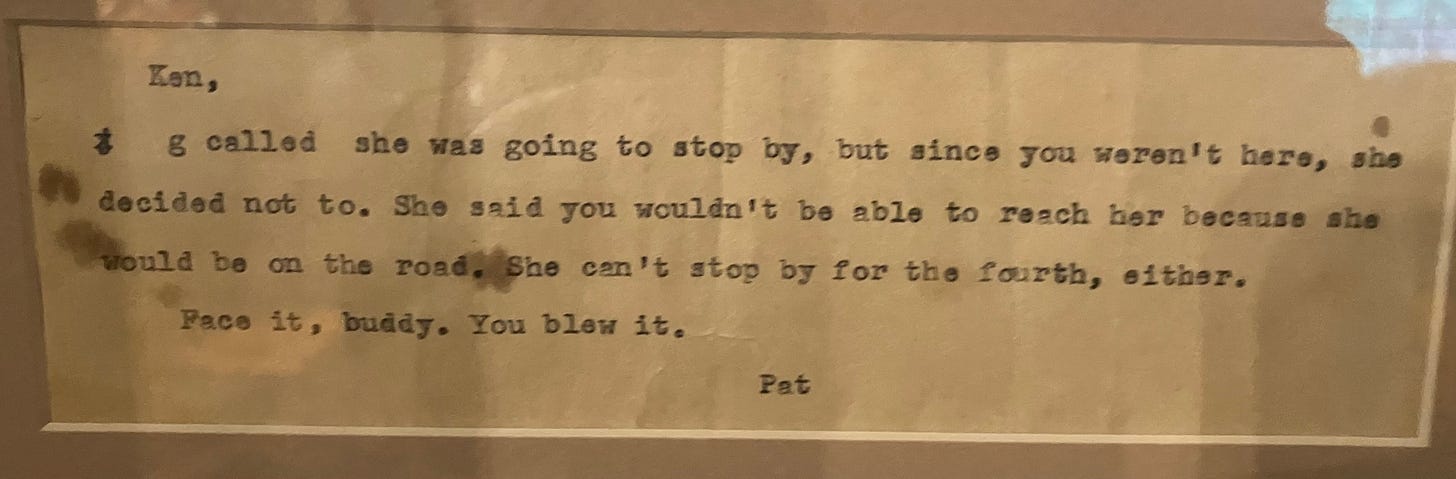 Ken,
g called she was going to stop by, but since you weren't here, she
decided not to. She said you wouldn't be able to reach her because she
would be on the road. She can't stop by for the fourth, either.
Face it, buddy. You blew it.
Pat